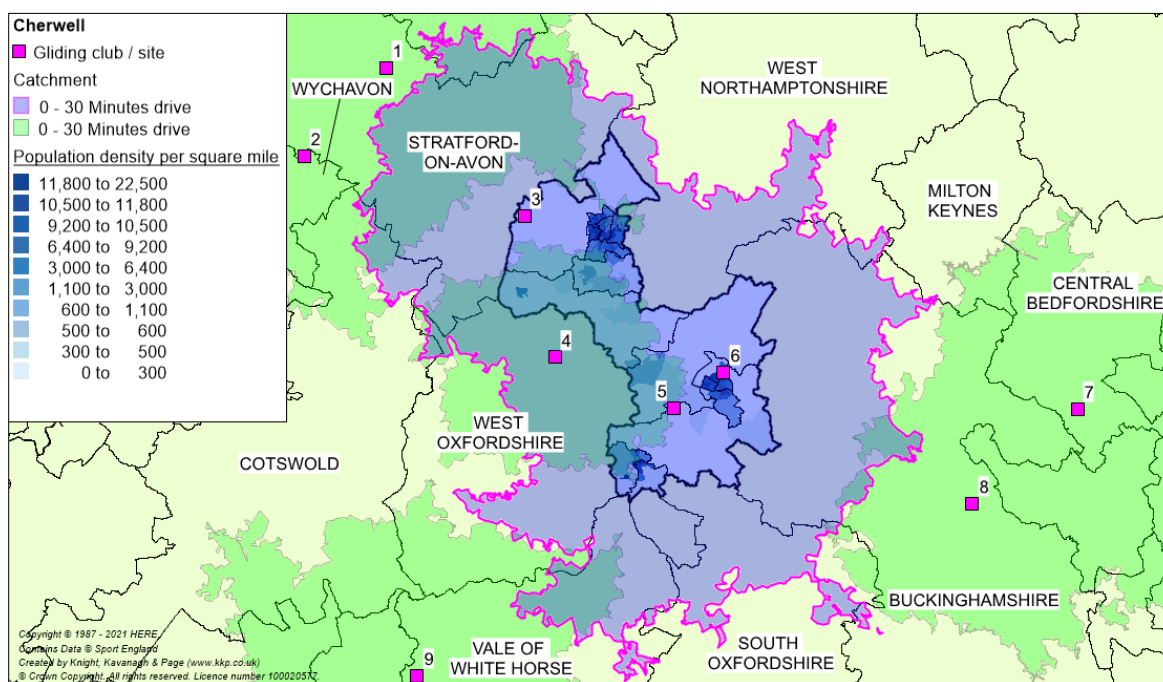 Cherwell
Gliding club / site
Catchment
0 - 30 Minutes drive
0 - 30 Minutes drive
Population density per square mile
11,800 to 22,500
10,500 to 11,800
9,200 to 10,500
6,400 to 9,200
3,000 to 6,400
1,100 to 3,000
600 to 1,100
500 to 600
300 to 500
0 to 300
1
WYCHAVON
2
STRATFORD-
ON-AVON
WEST
NORTHAMPTONSHIRE
MILTON
KEYNES
3
CENTRAL
BEDFORDSHIRE
4
6
5
7
WEST
OXFORDSHIRE
COTSWOLD
8
BUCKINGHAMSHIRE
VALE OF
WHITE HORSE
SOUTH
OXFORDSHIRE
9
Copyright © 1987 - 2021 HERE
Contains Data © Sport England
Created by Knight, Kavanagh & Page (www.kkp.co.uk)
© Crown Copyright. All rights reserved. Licence number 100020577.